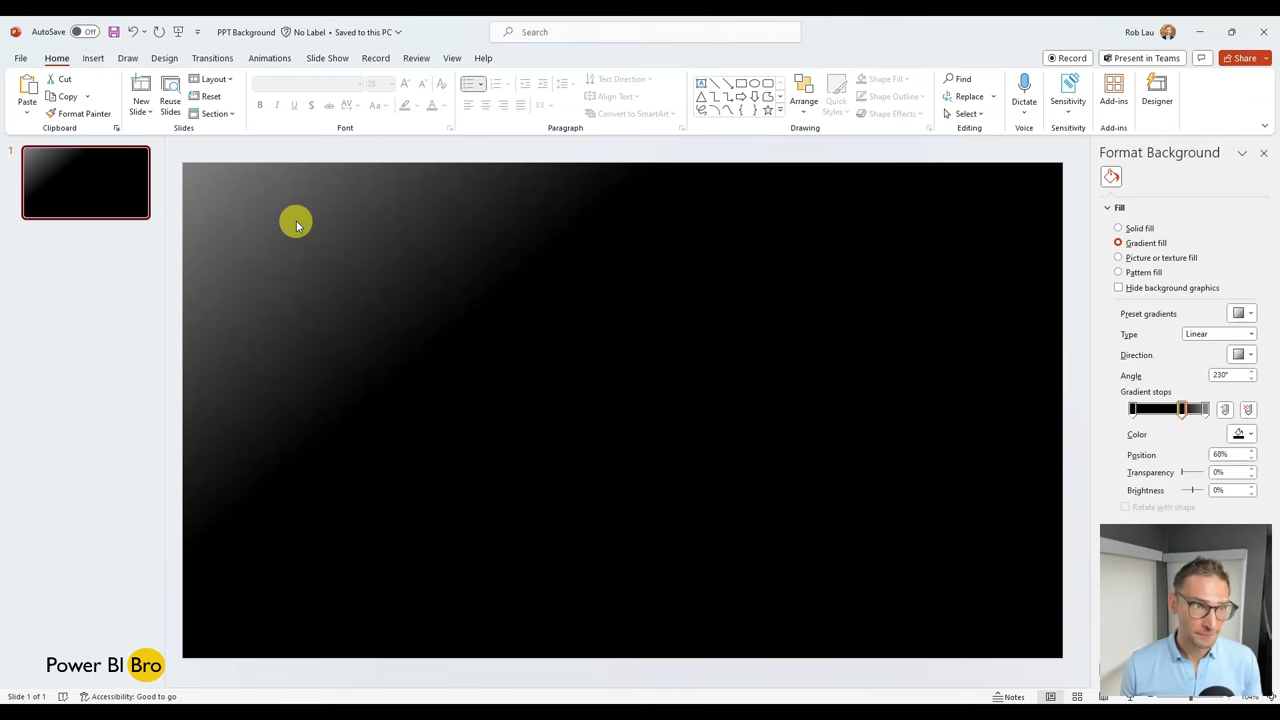 AutoSave Off PPT Background No Label • Saved to this PC Search Rob Lau
File Home Insert Draw Design Transitions Animations Slide Show Record Review View Help Record Present in Teams Share
Paste Cut Copy Format Painter Clipboard
New Slides Reuse Slides Layout Reset Section Slides
28 Font
Text Direction Align Text Convert to SmartArt Paragraph
Arrange Quick Styles Shape Fill Shape Outline Shape Effects Drawing
Find Replace Select Editing
Dictate Voice
Sensitivity Sensitivity
Add-ins Add-ins
Designer
1
Format Background
Fill
Solid fill
Gradient fill
Picture or texture fill
Pattern fill
Hide background graphics
Preset gradients
Type Linear
Direction
Angle 230°
Gradient stops
Color
Position 68%
Transparency 0%
Brightness 0%
Rotate with shape
Power BI Bro
Slide 1 of 1 Accessibility: Good to go Notes